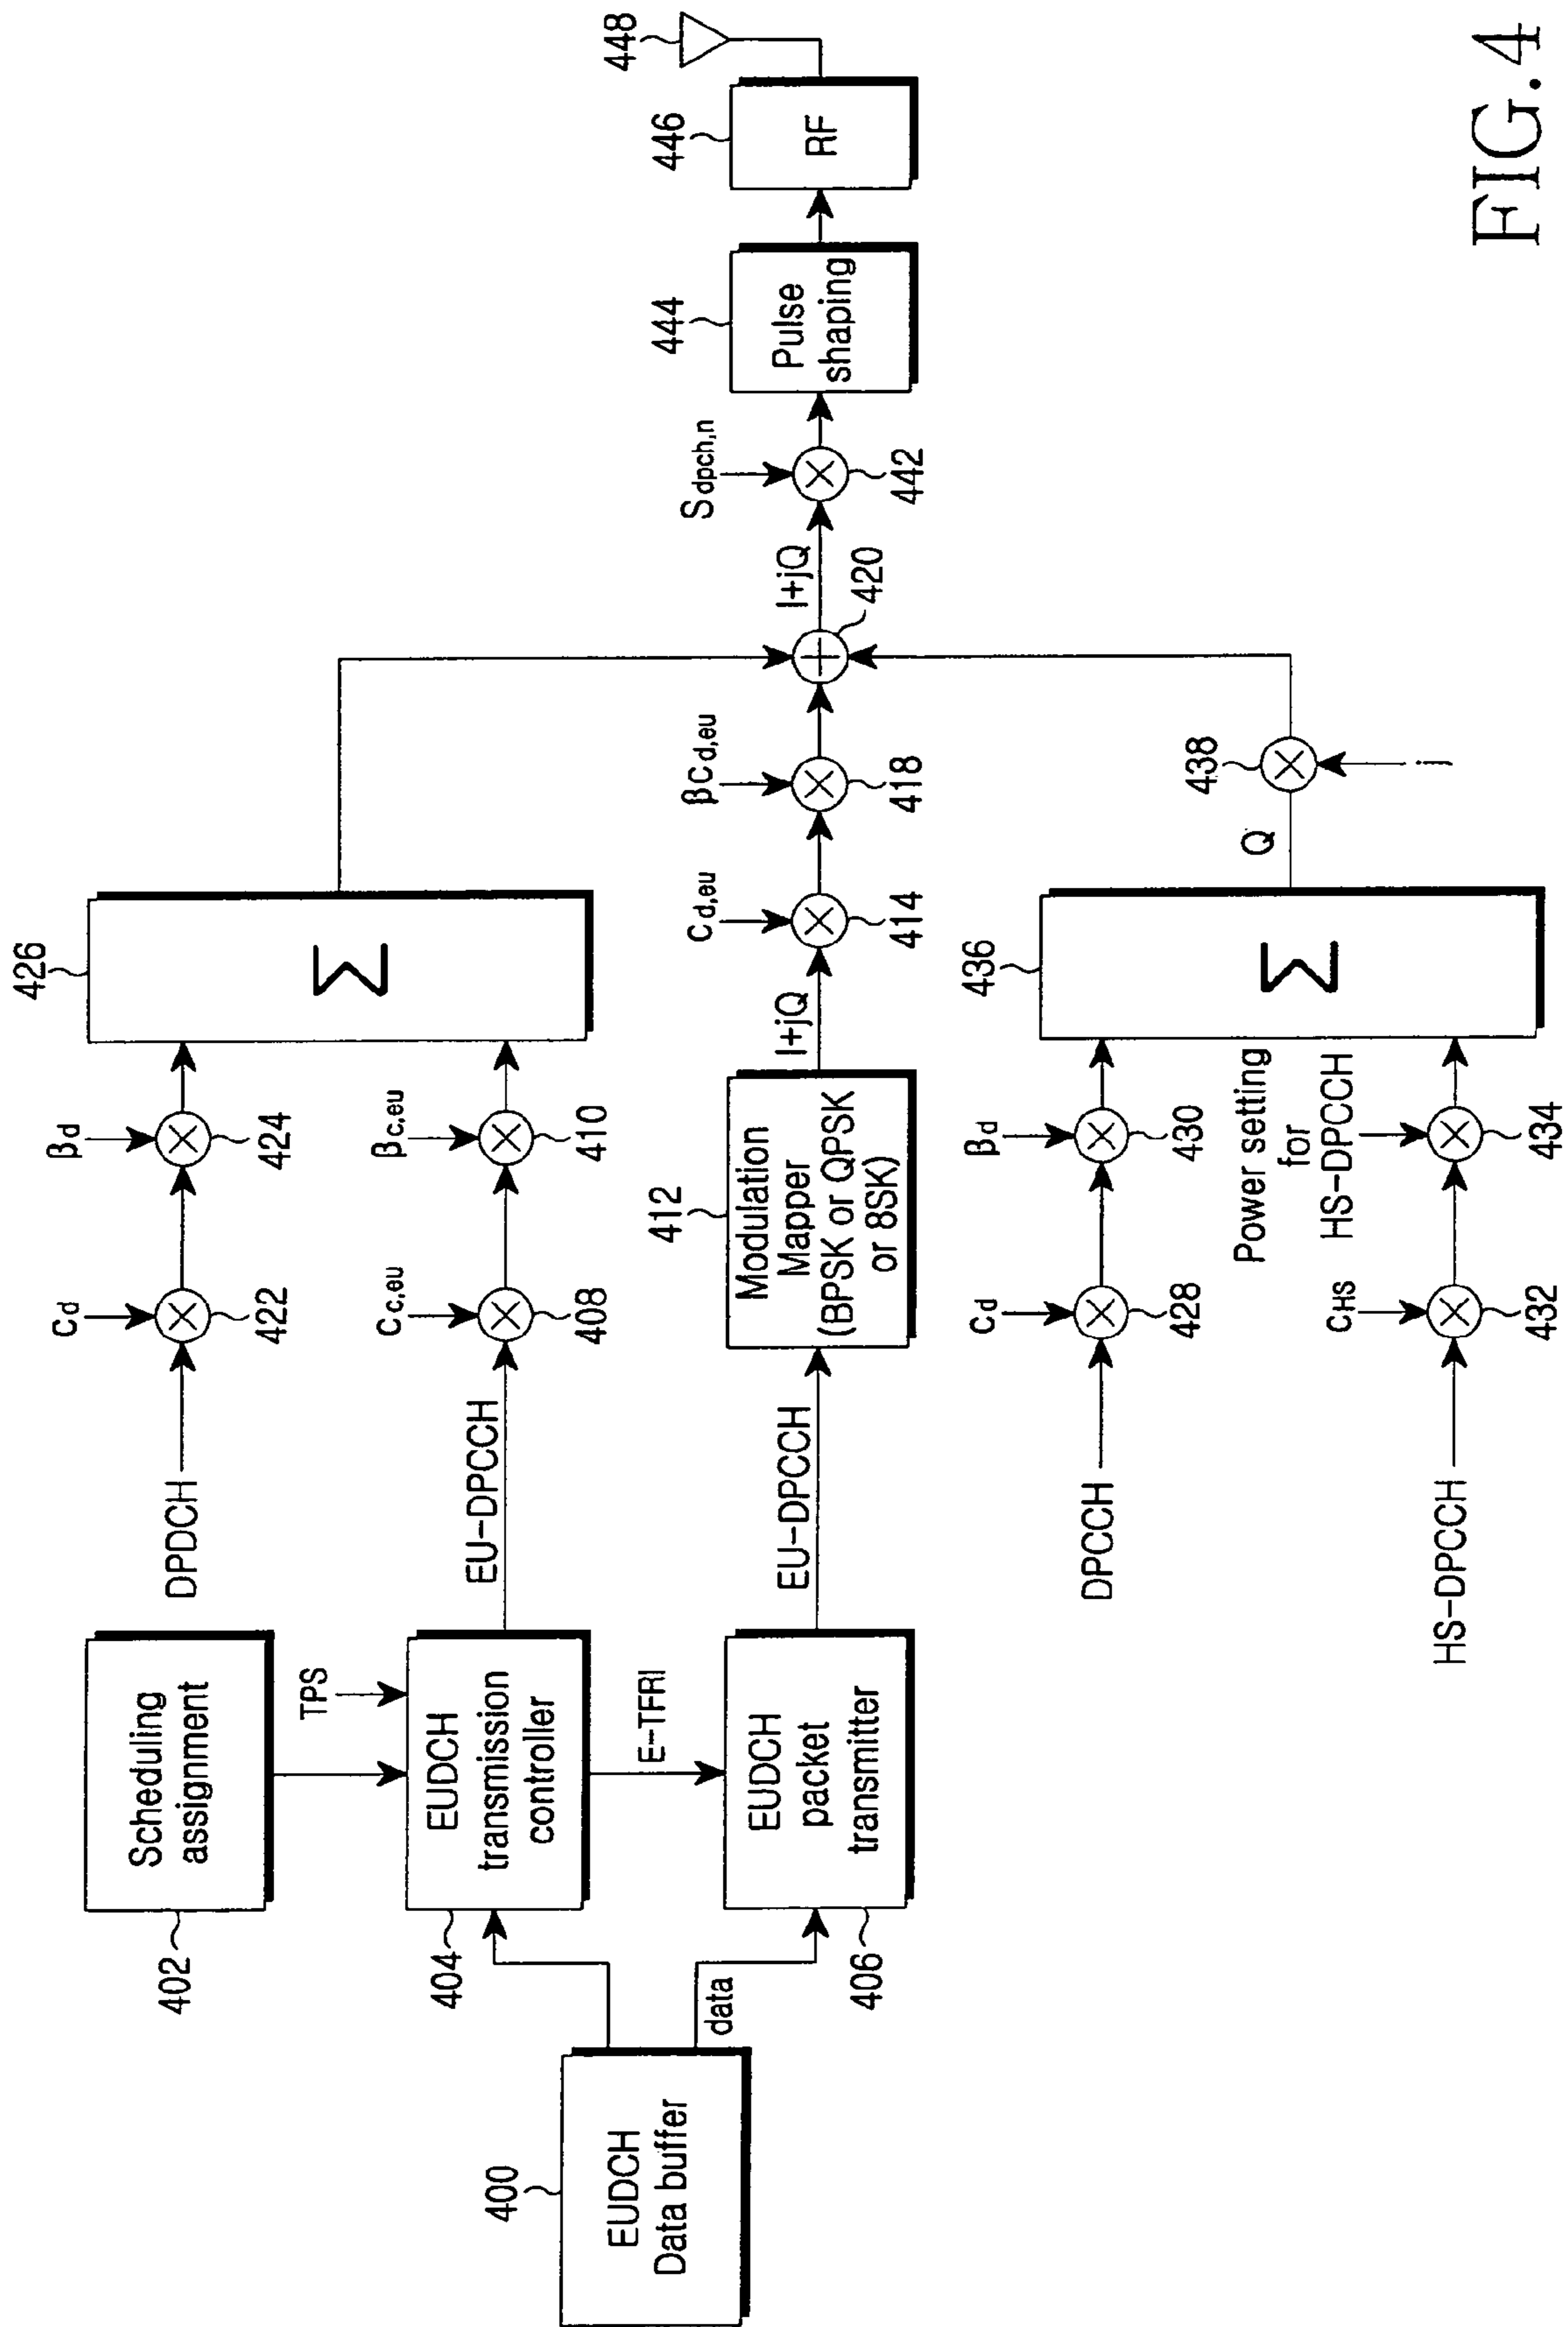 402
Scheduling
assignment
DPDCH
Cd
422
βd
424
426
Σ
TPS
404
EUDCH
transmission
controller
EU-DPCCH
Cc,eu
408
βc,eu
410
E-TFRI
400
EUDCH
Data buffer
data
406
EUDCH
packet
transmitter
EU-DPCCH
412
Modulation
Mapper
(BPSK or QPSK
or 8SK)
I+jQ
Cd,eu
414
βCd,eu
418
420
I+jQ
Sdpch,n
442
444
Pulse
shaping
446
RF
448
DPCCH
Cd
428
βd
430
HS-DPCCH
CHS
432
Power setting
for
HS-DPCCH
434
436
Σ
Q
438
j
FIG.4